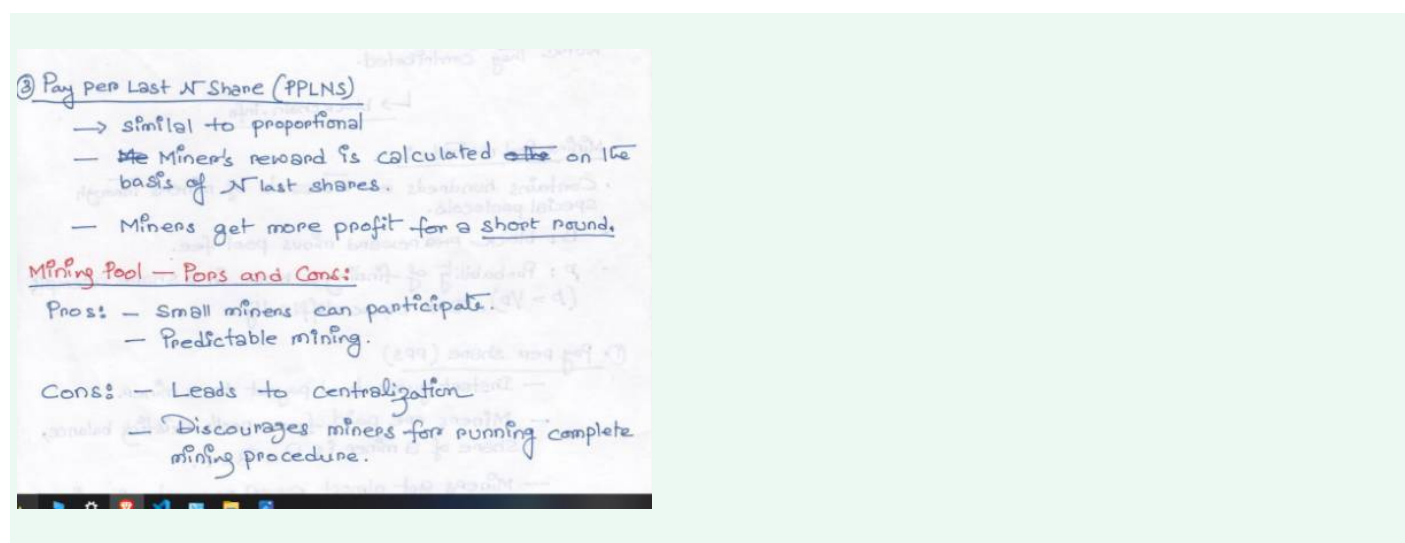 ③ Pay per Last N Share (PPLNS)
→ similal to proportional
— Miner's reward is calculated on the
basis of N last shares.
— Miners get more profit for a short round.
Mining Pool — Pors and Cons:
Pros: — Small miners can participate.
— Predictable mining.
Cons: — Leads to centralization
— Discourages miners for running complete
mining procedure.